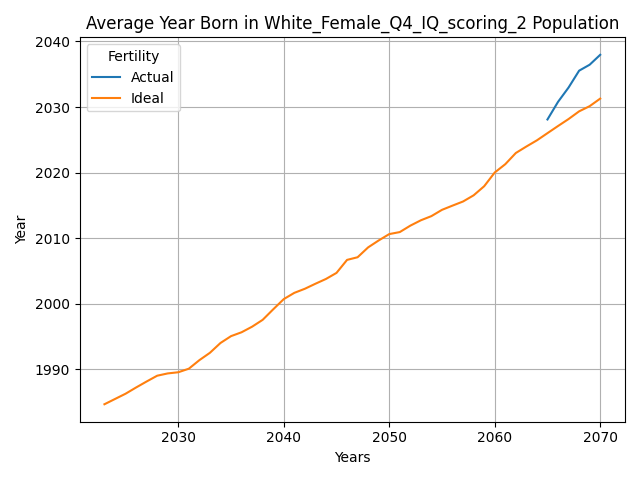 Average Year Born in White_Female_Q4_IQ_scoring_2 Population
Fertility
Actual
Ideal
Year
2040
2030
2020
2010
2000
1990
2030 2040 2050 2060 2070
Years